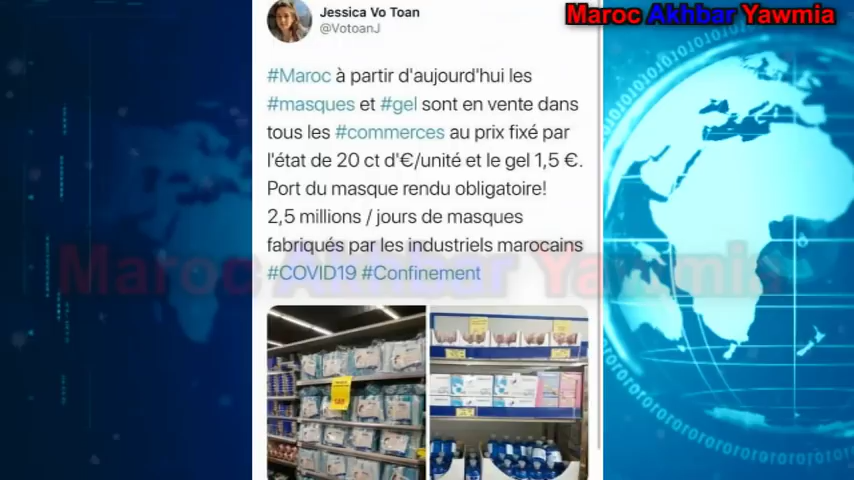 Jessica Vo Toan
@VotoanJ
Maroc Akhbar Yawmia
#Maroc à partir d'aujourd'hui les
#masques et #gel sont en vente dans
tous les #commerces au prix fixé par
l'état de 20 ct d'€/unité et le gel 1,5 €.
Port du masque rendu obligatoire!
2,5 millions / jours de masques
fabriqués par les industriels marocains
#COVID19 #Confinement
Maroc Akhbar Yawmia